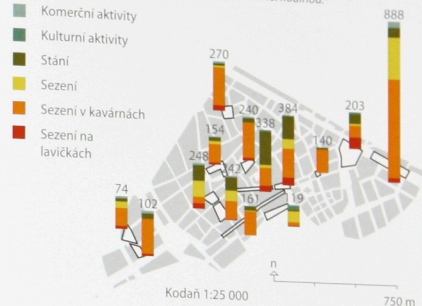 Komerční aktivity
Kulturní aktivity
Stání
Sezení
Sezení v kavárnách
Sezení na
lavičkách
888
270
203
240
384
338
154
140
248
242
74
102
161
19
n
Kodaň 1:25 000
750 m